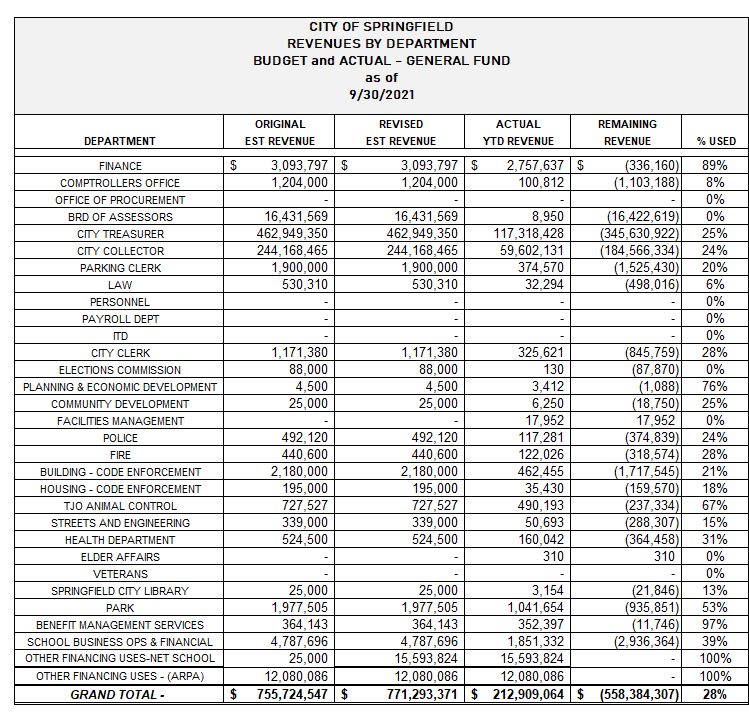 CITY OF SPRINGFIELD
REVENUES BY DEPARTMENT
BUDGET and ACTUAL - GENERAL FUND
as of
9/30/2021
ORIGINAL REVISED ACTUAL REMAINING
DEPARTMENT EST REVENUE EST REVENUE YTD REVENUE REVENUE % USED
FINANCE $ 3,093,797 $ 3,093,797 $ 2,757,637 $ (336,160) 89%
COMPTROLLERS OFFICE 1,204,000 1,204,000 100,812 (1,103,188) 8%
OFFICE OF PROCUREMENT - - - - 0%
BRD OF ASSESSORS 16,431,569 16,431,569 8,950 (16,422,619) 0%
CITY TREASURER 462,949,350 462,949,350 117,318,428 (345,630,922) 25%
CITY COLLECTOR 244,168,465 244,168,465 59,602,131 (184,566,334) 24%
PARKING CLERK 1,900,000 1,900,000 374,570 (1,525,430) 20%
LAW 530,310 530,310 32,294 (498,016) 6%
PERSONNEL - - - - 0%
PAYROLL DEPT - - - - 0%
ITD - - - - 0%
CITY CLERK 1,171,380 1,171,380 325,621 (845,759) 28%
ELECTIONS COMMISSION 88,000 88,000 130 (87,870) 0%
PLANNING & ECONOMIC DEVELOPMENT 4,500 4,500 3,412 (1,088) 76%
COMMUNITY DEVELOPMENT 25,000 25,000 6,250 (18,750) 25%
FACILITIES MANAGEMENT - - 17,952 17,952 0%
POLICE 492,120 492,120 117,281 (374,839) 24%
FIRE 440,600 440,600 122,026 (318,574) 28%
BUILDING - CODE ENFORCEMENT 2,180,000 2,180,000 462,455 (1,717,545) 21%
HOUSING - CODE ENFORCEMENT 195,000 195,000 35,430 (159,570) 18%
TJO ANIMAL CONTROL 727,527 727,527 490,193 (237,334) 67%
STREETS AND ENGINEERING 339,000 339,000 50,693 (288,307) 15%
HEALTH DEPARTMENT 524,500 524,500 160,042 (364,458) 31%
ELDER AFFAIRS - - 310 310 0%
VETERANS - - - - 0%
SPRINGFIELD CITY LIBRARY 25,000 25,000 3,154 (21,846) 13%
PARK 1,977,505 1,977,505 1,041,654 (935,851) 53%
BENEFIT MANAGEMENT SERVICES 364,143 364,143 352,397 (11,746) 97%
SCHOOL BUSINESS OPS & FINANCIAL 4,787,696 4,787,696 1,851,332 (2,936,364) 39%
OTHER FINANCING USES-NET SCHOOL 25,000 15,593,824 15,593,824 - 100%
OTHER FINANCING USES - (ARPA) 12,080,086 12,080,086 12,080,086 - 100%
GRAND TOTAL - $ 755,724,547 $ 771,293,371 $ 212,909,064 $ (558,384,307) 28%